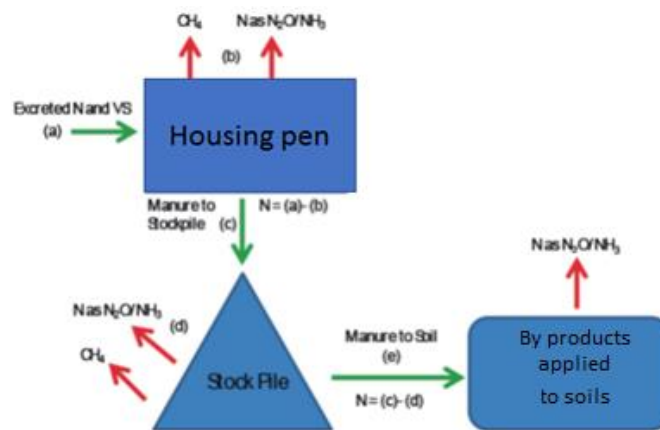 CH₄
N as N₂O/NH₃
(b)
Excreted N and VS
(a)
Housing pen
Manure to
Stockpile (c)
N = (a)- (b)
N as N₂O/NH₃
(d)
CH₄
Stock Pile
Manure to Soil
(e)
N = (c)- (d)
N as N₂O/NH₃
By products
applied
to soils